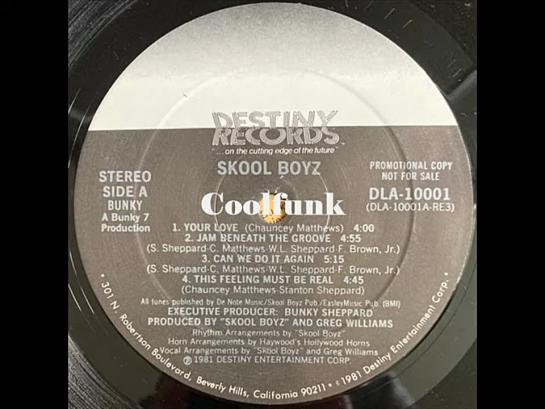 DESTINY
RECORDS
"... on the cutting edge of the future"
SKOOL BOYZ
STEREO
SIDE A
BUNKY
A Bunky 7
Production
PROMOTIONAL COPY
NOT FOR SALE
DLA-10001
(DLA-10001A-RE3)
Coolfunk
1. YOUR LOVE (Chauncey Matthews) 4:00
2. JAM BENEATH THE GROOVE 4:55
(S. Sheppard-C. Matthews-W.L. Sheppard-F. Brown, Jr.)
3. CAN WE DO IT AGAIN 5:15
(S. Sheppard-C. Matthews-W.L. Sheppard-F. Brown, Jr.)
4. THIS FEELING MUST BE REAL 4:45
(Chauncey Matthews-Stanton Sheppard)
All tunes published by De Note Music/Skool Boyz Pub./EasleyMusic Pub. (BMI)
EXECUTIVE PRODUCER: BUNKY SHEPPARD
PRODUCED BY "SKOOL BOYZ" AND GREG WILLIAMS
Rhythm Arrangements by "Skool Boyz"
Horn Arrangements by Haywood's Hollywood Horns
Vocal Arrangements by "Skool Boyz" and Greg Williams
℗ 1981 DESTINY ENTERTAINMENT CORP.
• 301 N. Robertson Boulevard, Beverly Hills, California 90211 • ©1981 Destiny Entertainment Corp. •